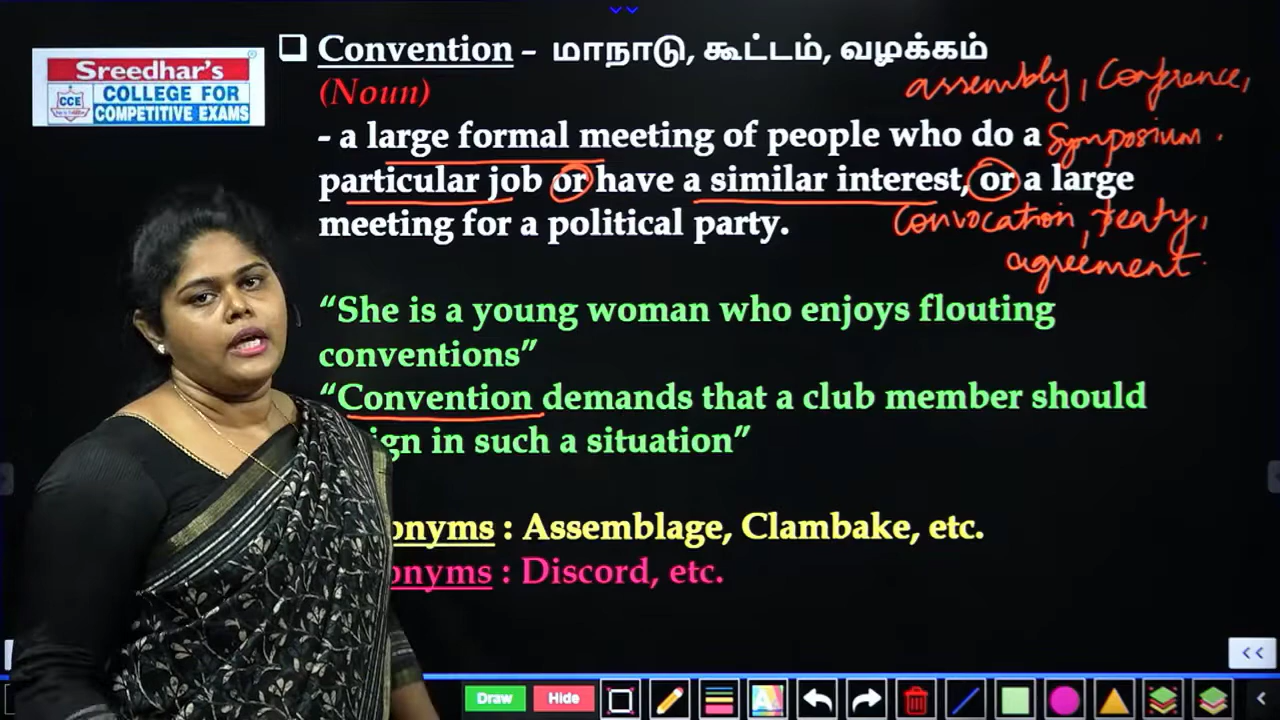 Sreedhar's
CCE
COLLEGE FOR
COMPETITIVE EXAMS
Convention – மாநாடு, கூட்டம், வழக்கம்
(Noun)
assembly, Conference,
- a large formal meeting of people who do a
Symposium.
particular job or have a similar interest, or a large
meeting for a political party.
Convocation, treaty,
agreement.
“She is a young woman who enjoys flouting
conventions”
“Convention demands that a club member should
ign in such a situation”
onyms : Assemblage, Clambake, etc.
onyms : Discord, etc.
<<
Draw Hide